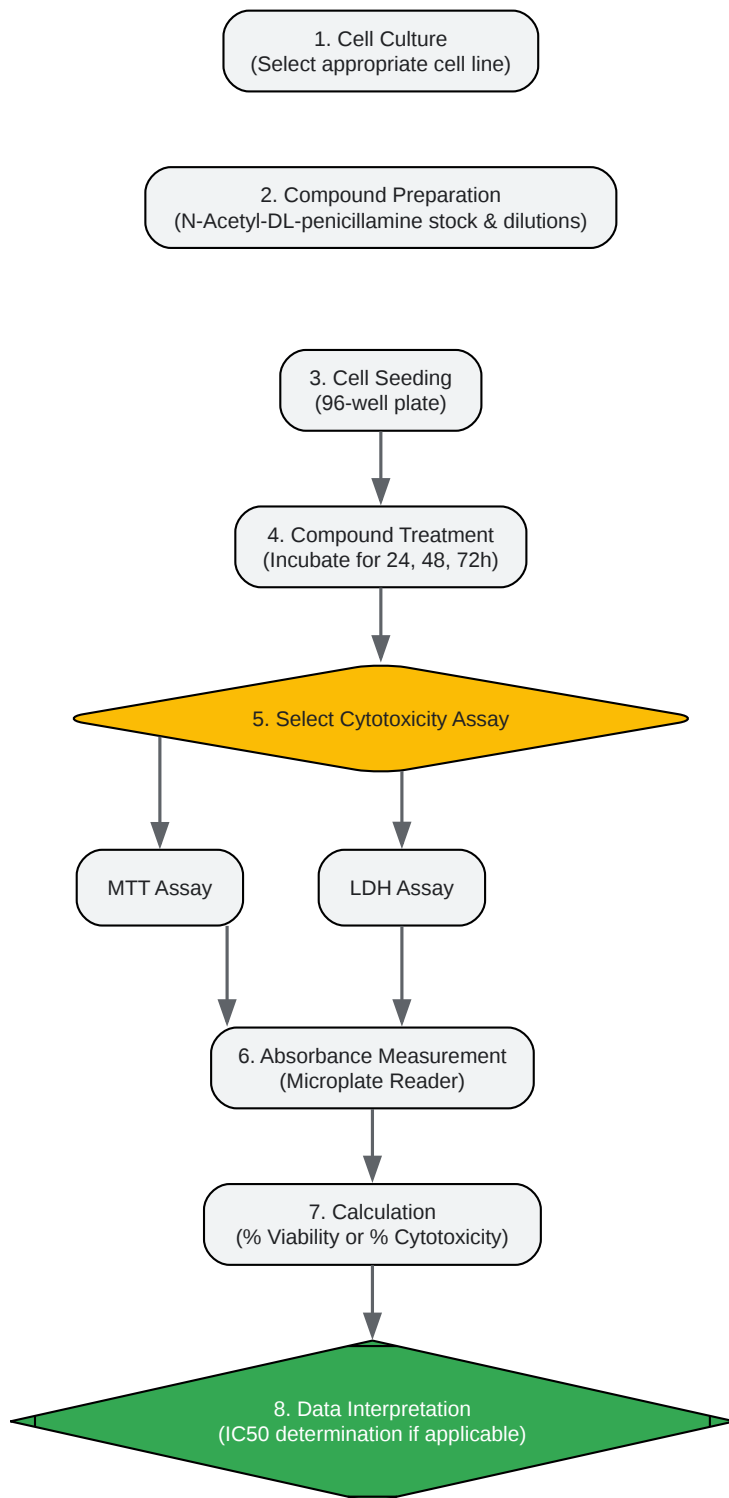 1. Cell Culture
(Select appropriate cell line)
2. Compound Preparation
(N-Acetyl-DL-penicillamine stock & dilutions)
3. Cell Seeding
(96-well plate)
4. Compound Treatment
(Incubate for 24, 48, 72h)
5. Select Cytotoxicity Assay
MTT Assay
LDH Assay
6. Absorbance Measurement
(Microplate Reader)
7. Calculation
(% Viability or % Cytotoxicity)
8. Data Interpretation
(IC50 determination if applicable)